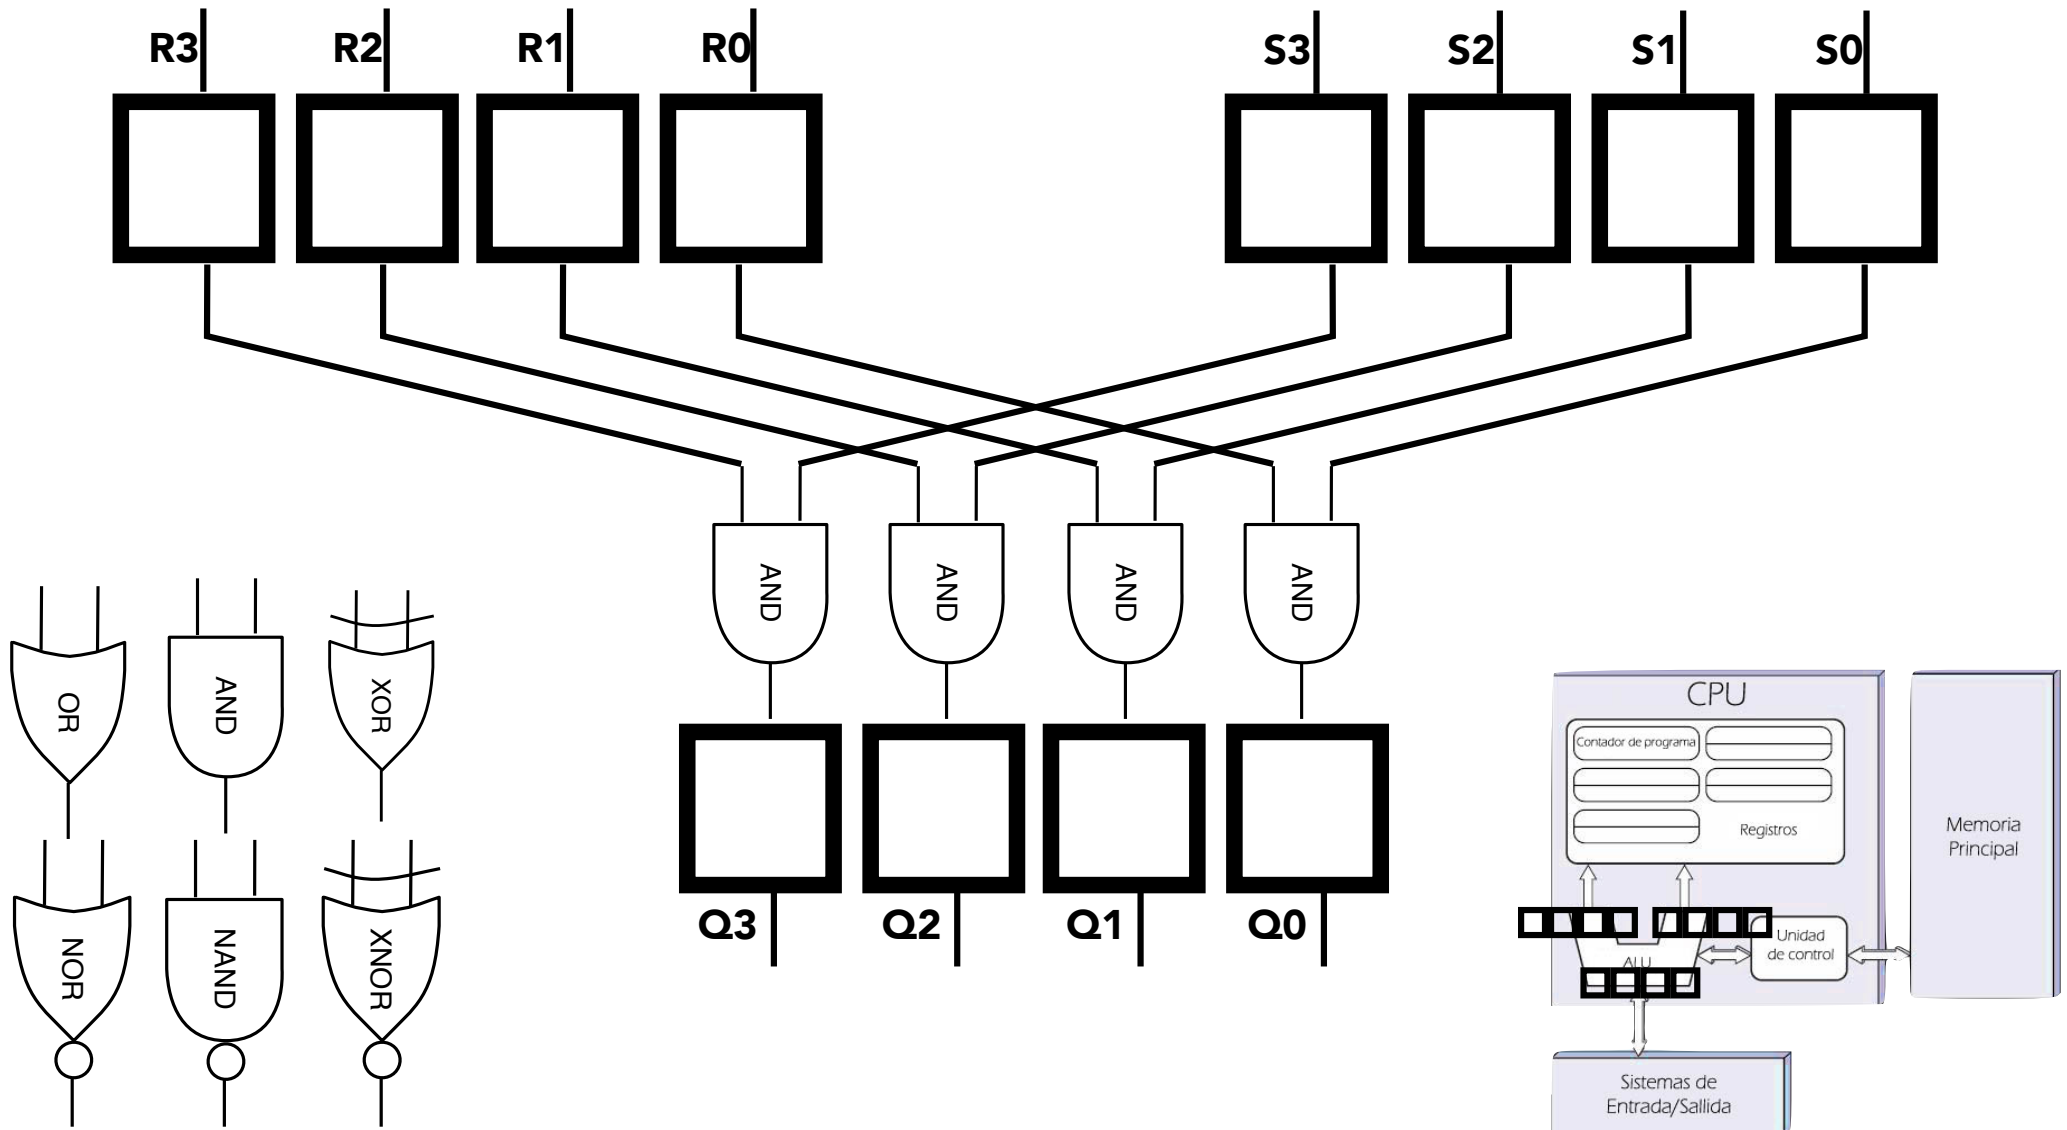 R3 R2 R1 R0 S3 S2 S1 S0
AND AND AND AND
OR AND XOR
NOR NAND XNOR
Q3 Q2 Q1 Q0
CPU
Contador de programa
Registros
ALU
Unidad
de control
Memoria
Principal
Sistemas de
Entrada/Sallida